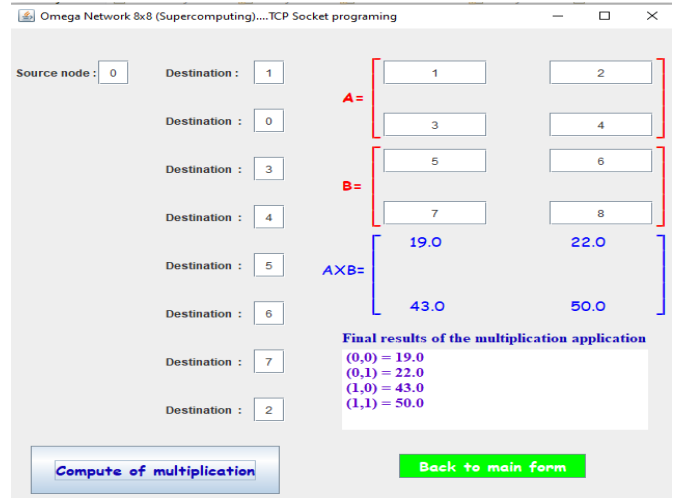 Omega Network 8x8 (Supercomputing)....TCP Socket programing
Source node : 0
Destination : 1
Destination : 0
Destination : 3
Destination : 4
Destination : 5
Destination : 6
Destination : 7
Destination : 2
Compute of multiplication
A=
1 2
3 4
B=
5 6
7 8
AXB=
19.0 22.0
43.0 50.0
Final results of the multiplication application
(0,0) = 19.0
(0,1) = 22.0
(1,0) = 43.0
(1,1) = 50.0
Back to main form